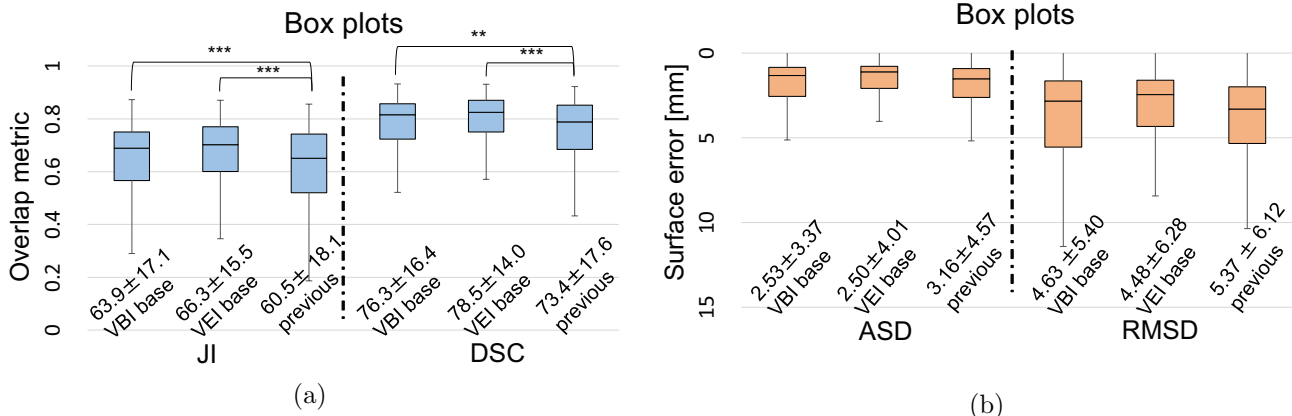 Box plots
Overlap metric
1
0.8
0.6
0.4
0.2
0
***
***
**
***
63.9±17.1
VBI base
66.3±15.5
VEI base
60.5± 18.1
previous
76.3±16.4
VBI base
78.5±14.0
VEI base
73.4±17.6
previous
JI
DSC
(a)
Box plots
Surface error [mm]
0
5
10
15
2.53±3.37
VBI base
2.50±4.01
VEI base
3.16±4.57
previous
4.63 ±5.40
VBI base
4.48±6.28
VEI base
5.37 ± 6.12
previous
ASD
RMSD
(b)